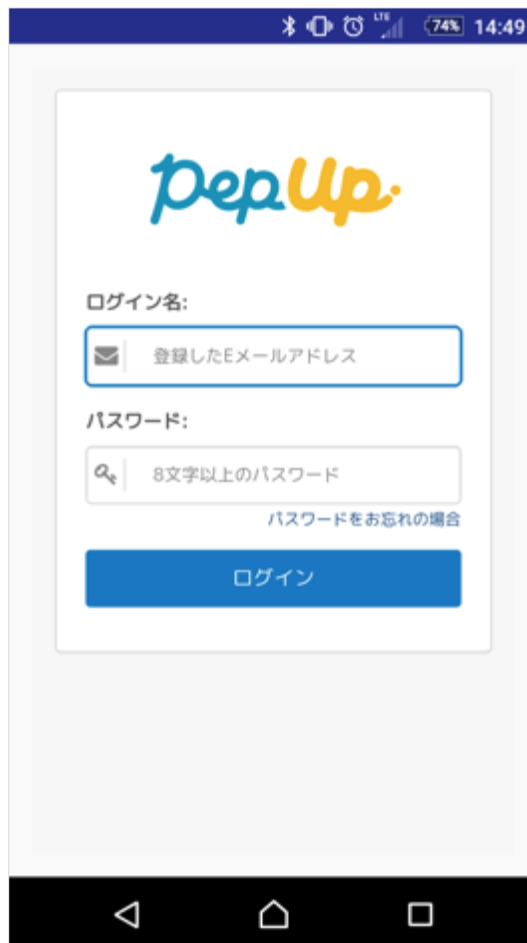 LTE
74% 14:49
PepUp
ログイン名:
登録したEメールアドレス
パスワード:
8文字以上のパスワード
パスワードをお忘れの場合
ログイン